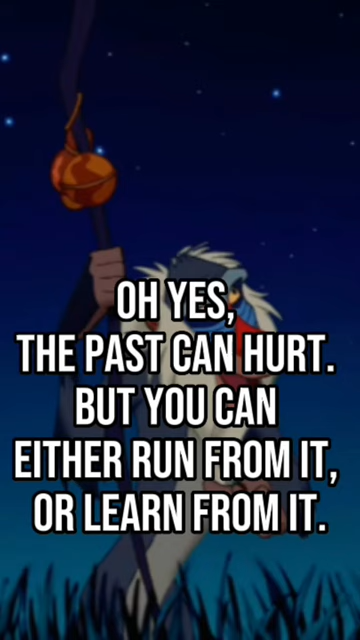 OH YES,
THE PAST CAN HURT.
BUT YOU CAN
EITHER RUN FROM IT,
OR LEARN FROM IT.